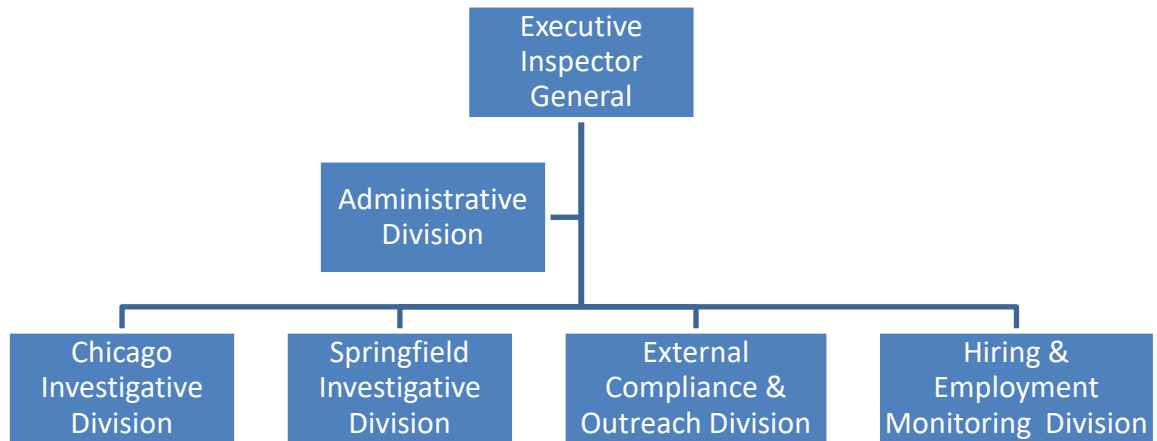 Executive
Inspector
General
Administrative
Division
Chicago
Investigative
Division
Springfield
Investigative
Division
External
Compliance &
Outreach Division
Hiring &
Employment
Monitoring Division